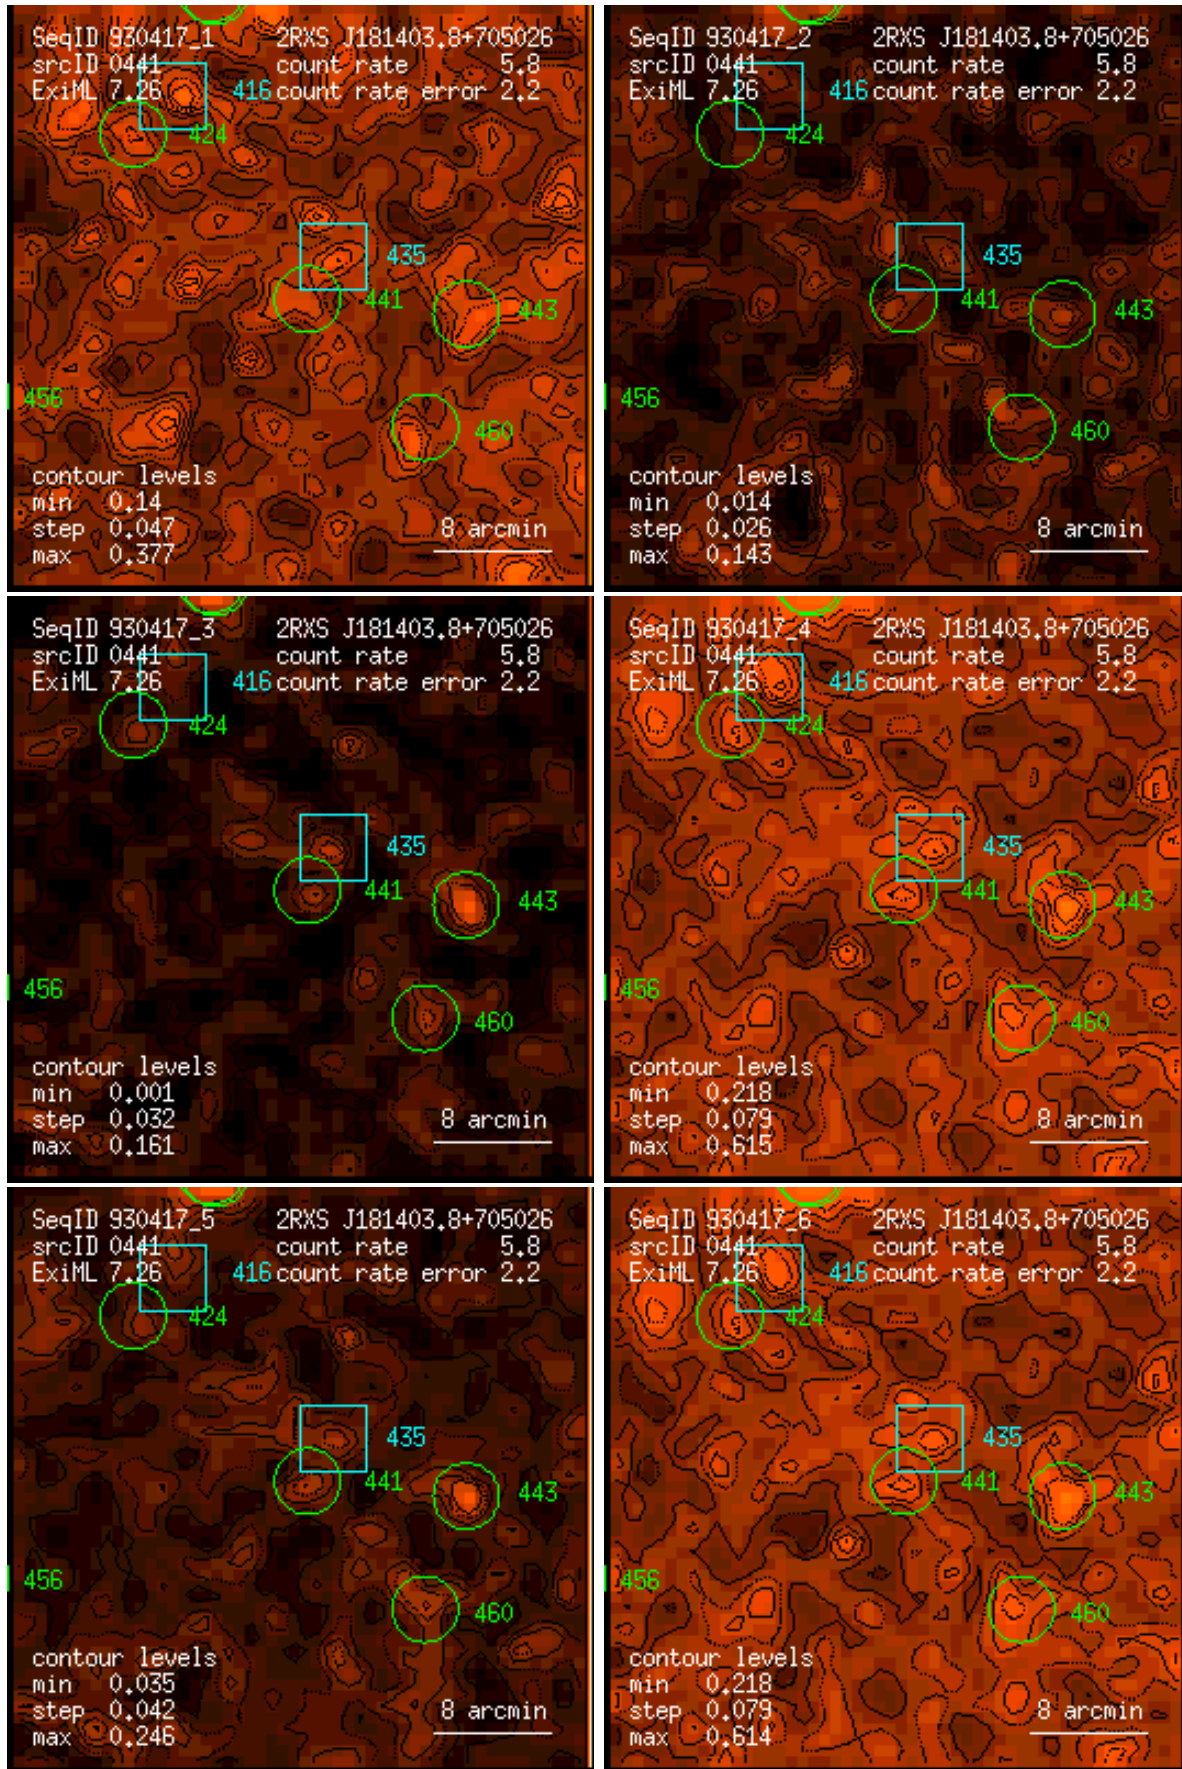 SeqID 930417_1 2RXS J181403.8+705026
srcID 0441 count rate 5.8
ExiML 7.26 416 count rate error 2.2
424
435
441
443
456
460
contour levels
min 0.14
step 0.047 8 arcmin
max 0.377
SeqID 930417_2 2RXS J181403.8+705026
srcID 0441 count rate 5.8
ExiML 7.26 416 count rate error 2.2
424
435
441
443
456
460
contour levels
min 0.014
step 0.026 8 arcmin
max 0.143
SeqID 930417_3 2RXS J181403.8+705026
srcID 0441 count rate 5.8
ExiML 7.26 416 count rate error 2.2
424
435
441
443
456
460
contour levels
min 0.001
step 0.032 8 arcmin
max 0.161
SeqID 930417_4 2RXS J181403.8+705026
srcID 0441 count rate 5.8
ExiML 7.26 416 count rate error 2.2
424
435
441
443
456
460
contour levels
min 0.218
step 0.079 8 arcmin
max 0.615
SeqID 930417_5 2RXS J181403.8+705026
srcID 0441 count rate 5.8
ExiML 7.26 416 count rate error 2.2
424
435
441
443
456
460
contour levels
min 0.035
step 0.042 8 arcmin
max 0.246
SeqID 930417_6 2RXS J181403.8+705026
srcID 0441 count rate 5.8
ExiML 7.26 416 count rate error 2.2
424
435
441
443
456
460
contour levels
min 0.218
step 0.079 8 arcmin
max 0.614